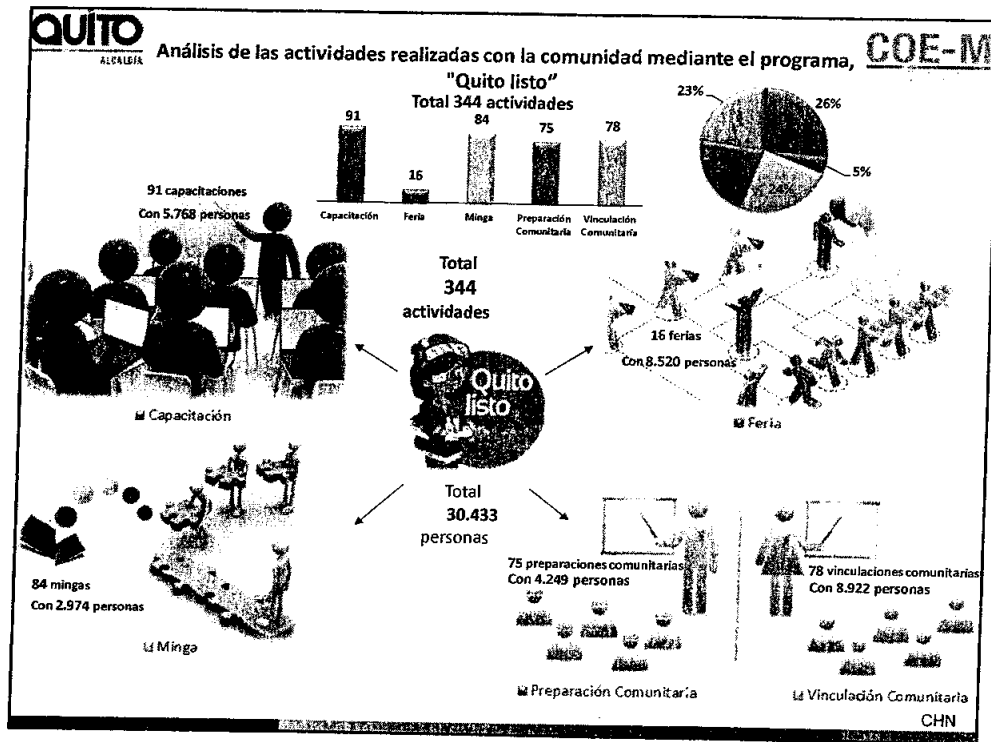 QUITO
ALCALDÍA
Análisis de las actividades realizadas con la comunidad mediante el programa,
"Quito listo"
COE-M
Total 344 actividades
91
16
84
75
78
Capacitación
Feria
Minga
Preparación
Comunitaria
Vinculación
Comunitaria
23%
26%
5%
24%
91 capacitaciones
Con 5.768 personas
Capacitación
Total
344
actividades
Quito
listo
Total
30.433
personas
16 ferias
Con 8.520 personas
Feria
84 mingas
Con 2.974 personas
Minga
75 preparaciones comunitarias
Con 4.249 personas
Preparación Comunitaria
78 vinculaciones comunitarias
Con 8.922 personas
Vinculación Comunitaria
CHN